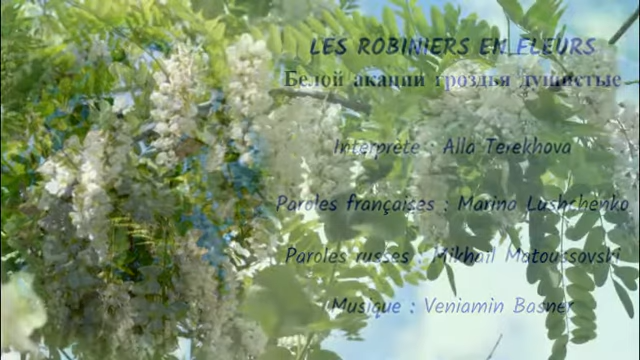 LES ROBINIERS EN FLEURS
Белой акации гроздья душистые
Interprète : Alla Terekhova
Paroles françaises : Marina Lushchenko
Paroles russes : Mikhail Matoussovski
Musique : Veniamin Basner